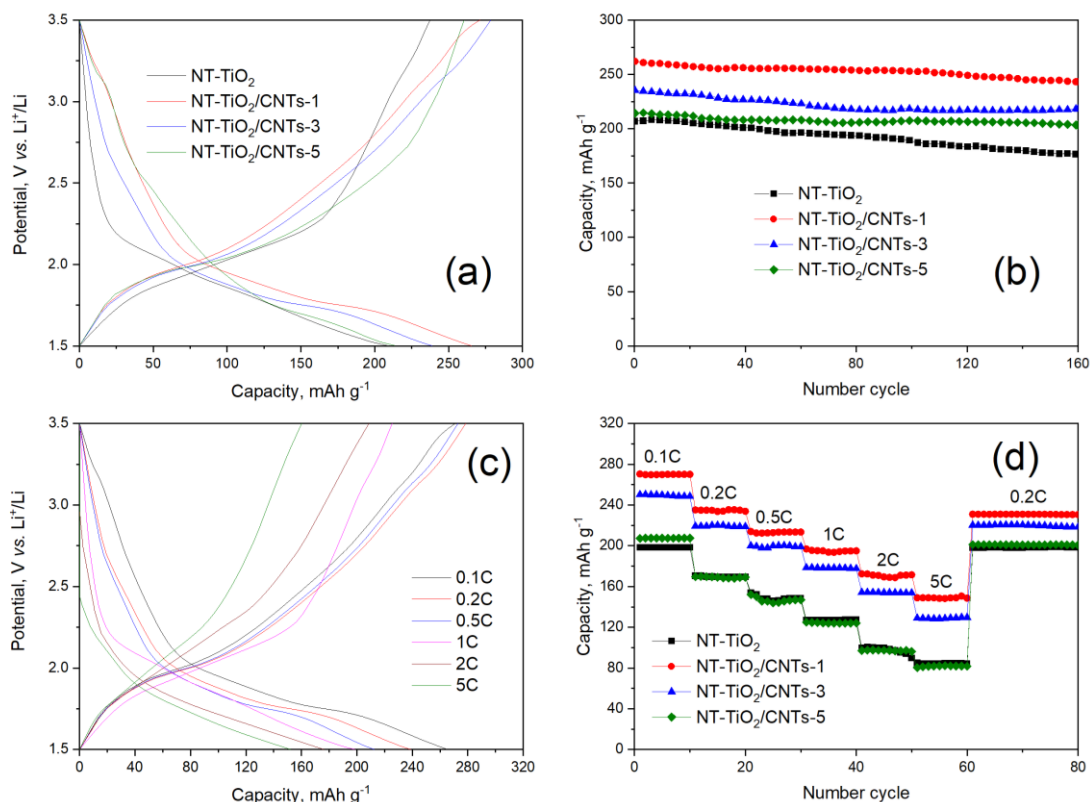 (a)
3.5
3.0
2.5
2.0
1.5
Potential, V vs. Li⁺/Li
NT-TiO₂
NT-TiO₂/CNTs-1
NT-TiO₂/CNTs-3
NT-TiO₂/CNTs-5
0 50 100 150 200 250 300
Capacity, mAh g⁻¹
(b)
300
250
200
150
100
50
0
Capacity, mAh g⁻¹
NT-TiO₂
NT-TiO₂/CNTs-1
NT-TiO₂/CNTs-3
NT-TiO₂/CNTs-5
0 40 80 120 160
Number cycle
(c)
3.5
3.0
2.5
2.0
1.5
Potential, V vs. Li⁺/Li
0.1C
0.2C
0.5C
1C
2C
5C
0 40 80 120 160 200 240 280 320
Capacity, mAh g⁻¹
(d)
320
280
240
200
160
120
80
40
0
Capacity, mAh g⁻¹
0.1C
0.2C
0.5C
1C
2C
5C
0.2C
NT-TiO₂
NT-TiO₂/CNTs-1
NT-TiO₂/CNTs-3
NT-TiO₂/CNTs-5
0 20 40 60 80
Number cycle